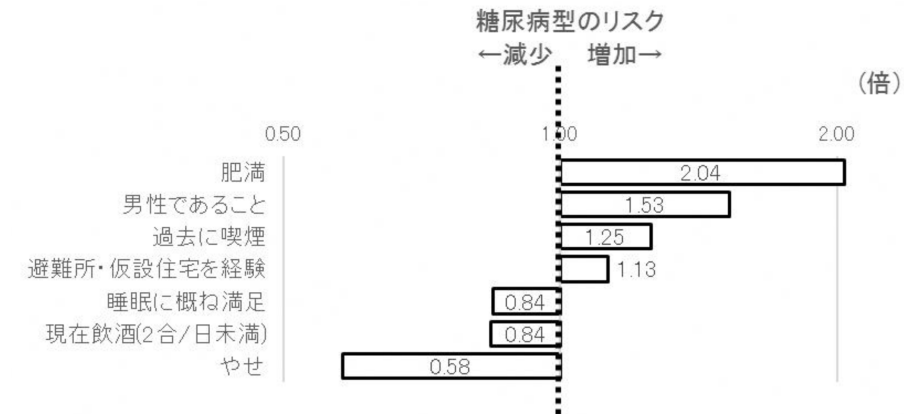 糖尿病型のリスク
←減少 増加→
(倍)
0.50 1.00 2.00
肥満 2.04
男性であること 1.53
過去に喫煙 1.25
避難所・仮設住宅を経験 1.13
睡眠に概ね満足 0.84
現在飲酒(2合/日未満) 0.84
やせ 0.58